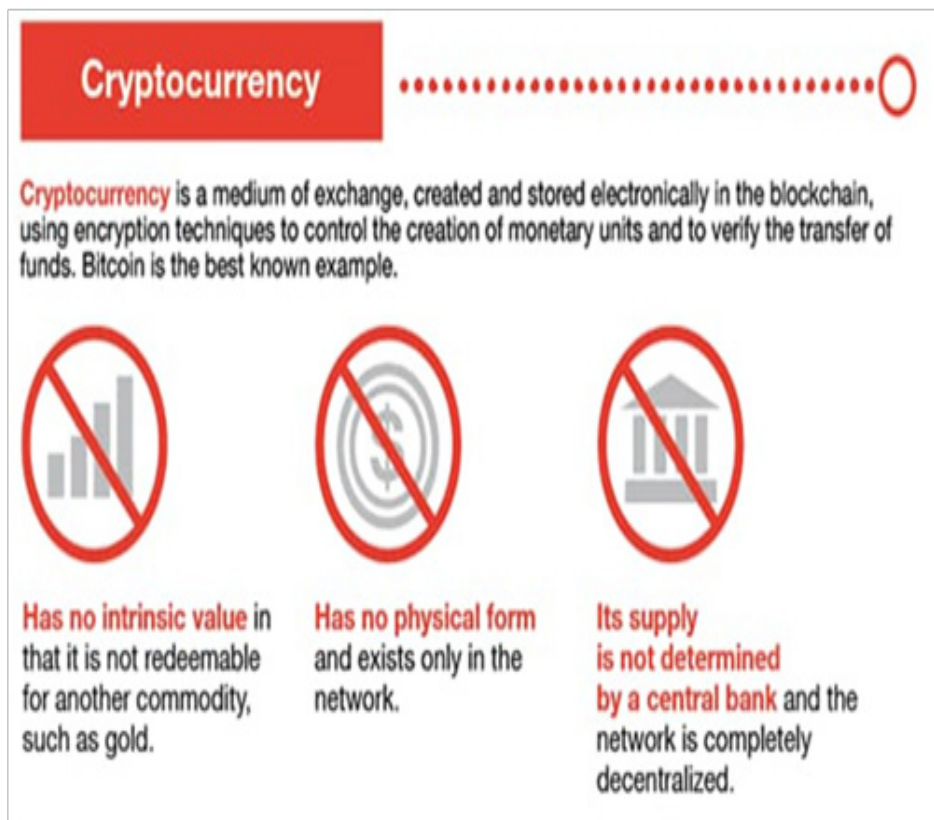 Cryptocurrency
Cryptocurrency is a medium of exchange, created and stored electronically in the blockchain,
using encryption techniques to control the creation of monetary units and to verify the transfer of
funds. Bitcoin is the best known example.
$
Has no intrinsic value in
that it is not redeemable
for another commodity,
such as gold.
Has no physical form
and exists only in the
network.
Its supply
is not determined
by a central bank and the
network is completely
decentralized.